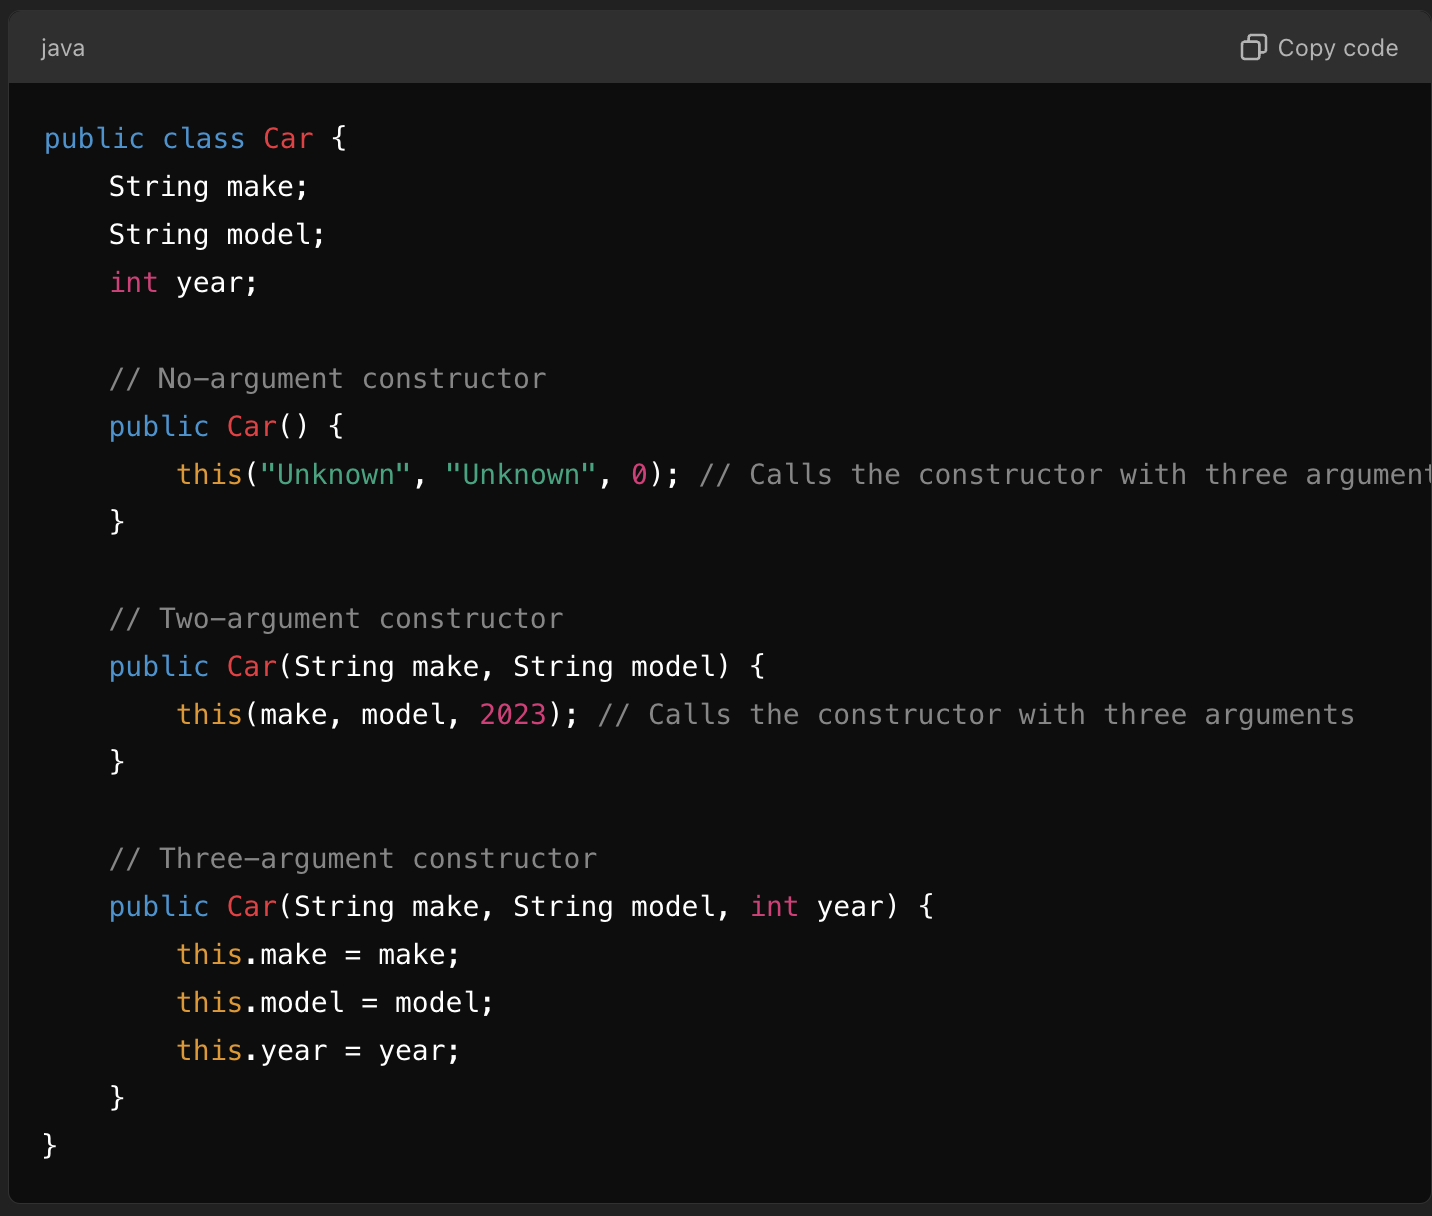 java
Copy code
public class Car {
    String make;
    String model;
    int year;

    // No-argument constructor
    public Car() {
        this("Unknown", "Unknown", 0); // Calls the constructor with three argument
    }

    // Two-argument constructor
    public Car(String make, String model) {
        this(make, model, 2023); // Calls the constructor with three arguments
    }

    // Three-argument constructor
    public Car(String make, String model, int year) {
        this.make = make;
        this.model = model;
        this.year = year;
    }
}